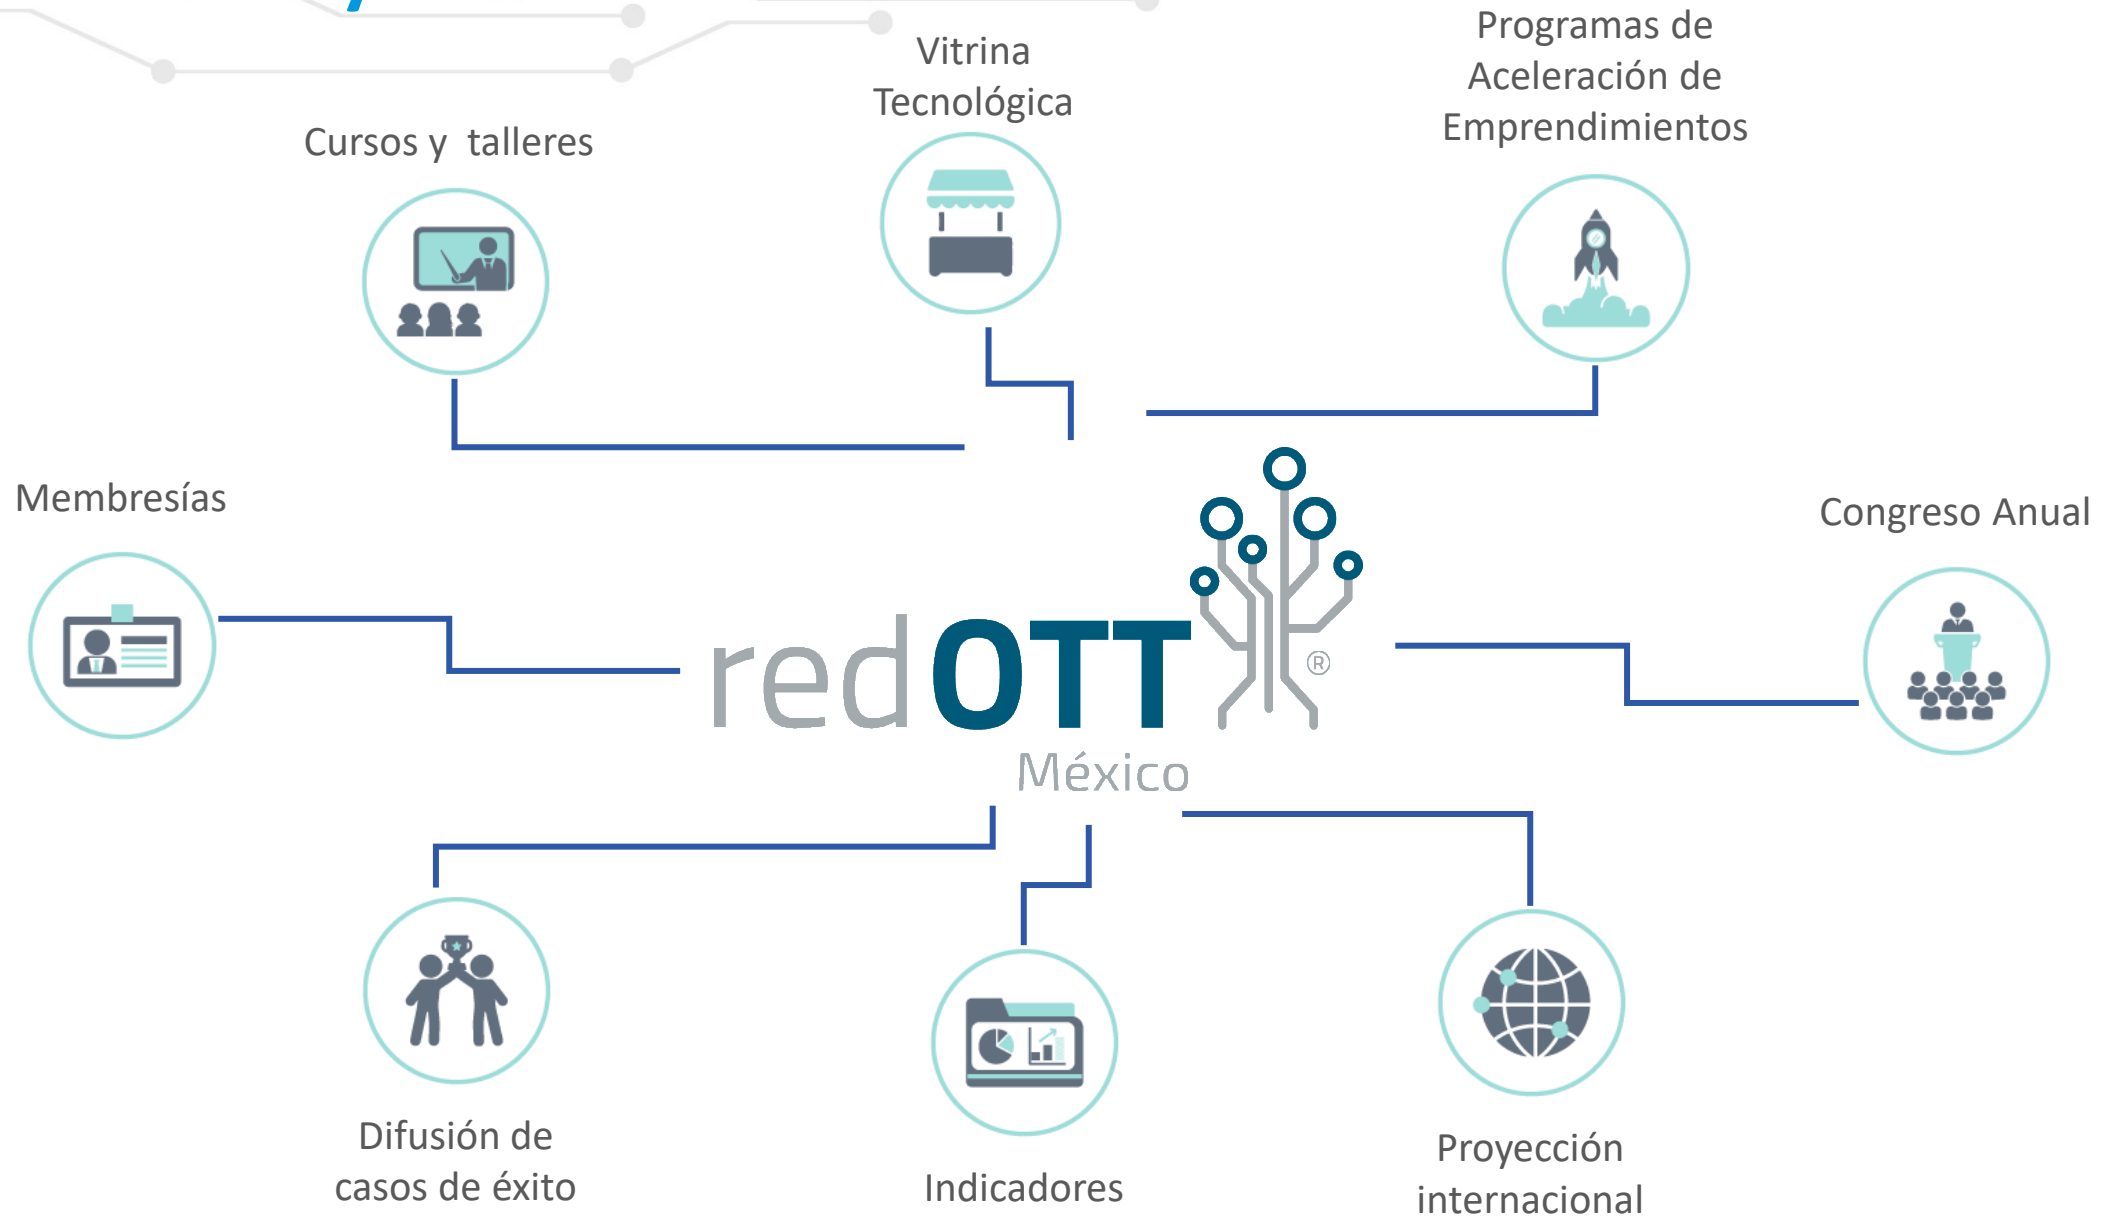 Programas de
Aceleración de
Emprendimientos
Vitrina
Tecnológica
Cursos y talleres
Membresías
Congreso Anual
redOTT
®
México
Difusión de
casos de éxito
Indicadores
Proyección
internacional